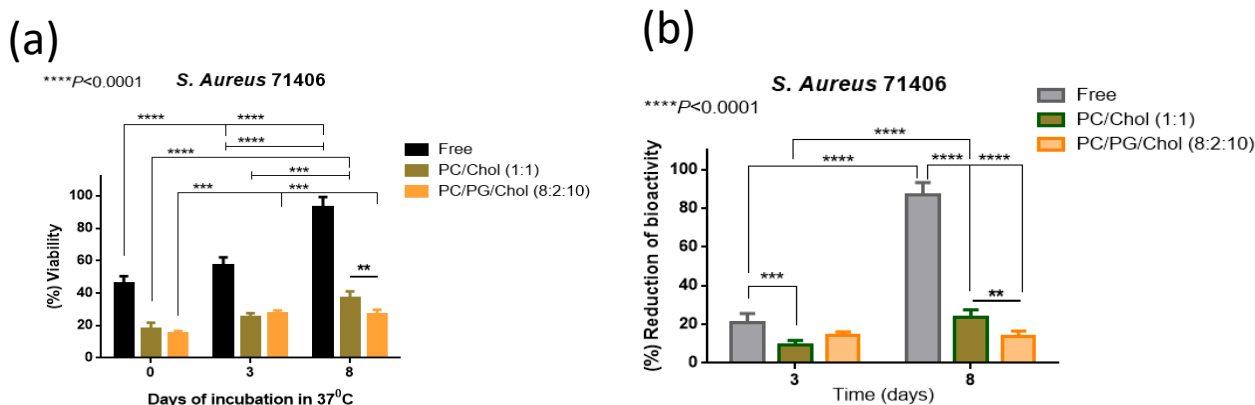 (a)
****P<0.0001
S. Aureus 71406
**** ****
****
****
***
*** ***
**
Free
PC/Chol (1:1)
PC/PG/Chol (8:2:10)
(%) Viability
100
80
60
40
20
0
0 3 8
Days of incubation in 37⁰C
(b)
S. Aureus 71406
****P<0.0001
Free
PC/Chol (1:1)
PC/PG/Chol (8:2:10)
****
**** **** ****
***
**
(%) Reduction of bioactivity
100
80
60
40
20
0
3 8
Time (days)